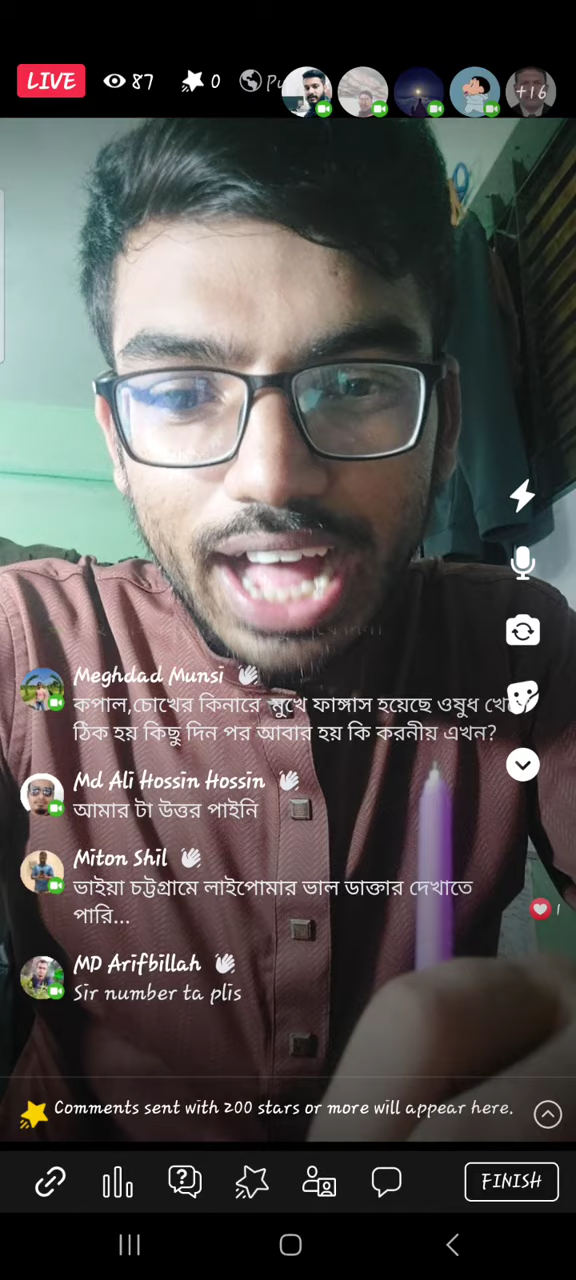 LIVE 87 0
+16
Meghdad Munsi
কপাল,চোখের কিনারে মুখে ফাঙ্গাস হয়েছে ওষুধ
ঠিক হয় কিছু দিন পর আবার হয় কি করনীয় এখন?
Md Ali Hossin Hossin
আমার টা উত্তর পাইনি
Miton Shil
ভাইয়া চট্টগ্রামে লাইপোমার ভাল ডাক্তার দেখাতে
পারি...
1
MD Arifbillah
Sir number ta plis
Comments sent with 200 stars or more will appear here.
FINISH